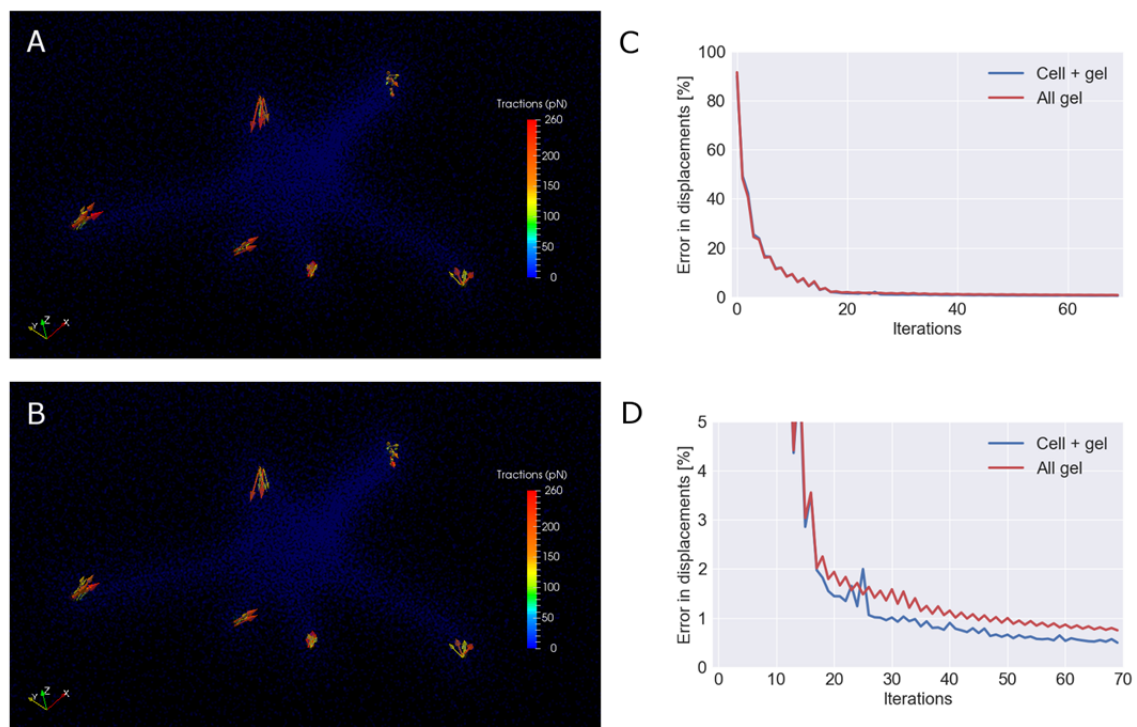 A
Tractions (pN)
260
200
150
100
50
0
Y Z X
B
Tractions (pN)
260
200
150
100
50
0
Y Z X
C
Error in displacements [%]
100
80
60
40
20
0
Cell + gel
All gel
0 20 40 60
Iterations
D
Error in displacements [%]
5
4
3
2
1
0
Cell + gel
All gel
0 10 20 30 40 50 60 70
Iterations